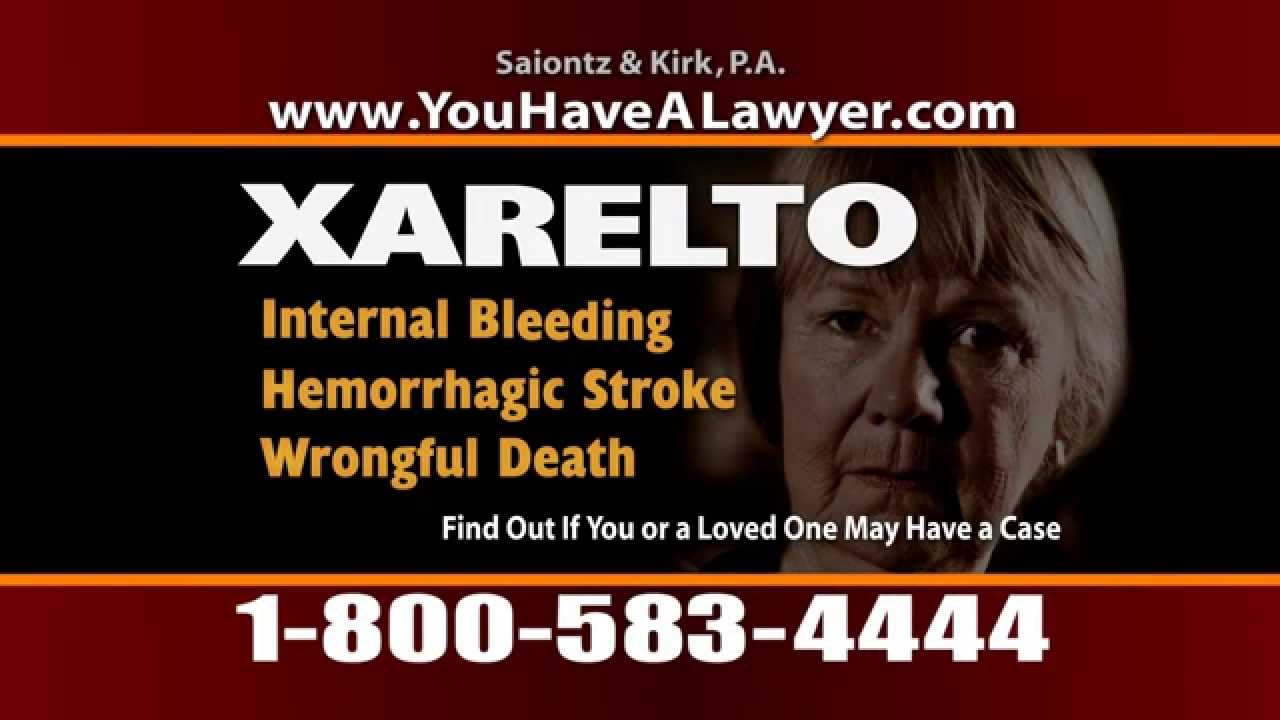 Saiontz & Kirk, P.A.
www.YouHaveALawyer.com
XARELTO
Internal Bleeding
Hemorrhagic Stroke
Wrongful Death
Find Out If You or a Loved One May Have a Case
1-800-583-4444